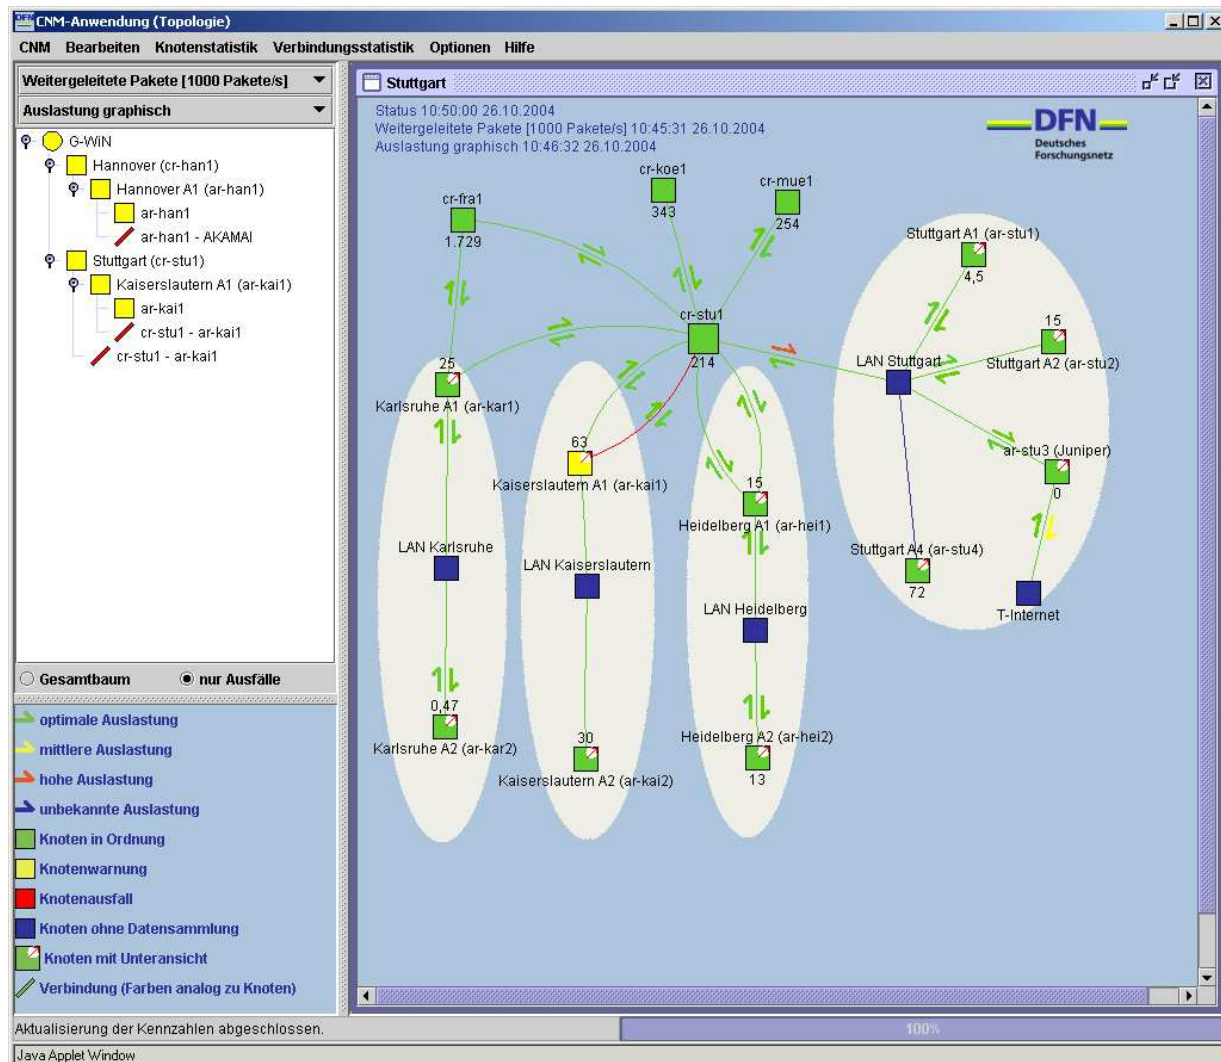 CNM-Anwendung (Topologie)
CNM Bearbeiten Knotenstatistik Verbindungsstatistik Optionen Hilfe
Weitergeleitete Pakete [1000 Pakete/s]
Auslastung graphisch
G-WiN
Hannover (cr-han1)
Hannover A1 (ar-han1)
ar-han1
ar-han1 - AKAMAI
Stuttgart (cr-stu1)
Kaiserslautern A1 (ar-kai1)
ar-kai1
cr-stu1 - ar-kai1
cr-stu1 - ar-kai1
Gesamtbaum nur Ausfälle
optimale Auslastung
mittlere Auslastung
hohe Auslastung
unbekannte Auslastung
Knoten in Ordnung
Knotenwarnung
Knotenausfall
Knoten ohne Datensammlung
Knoten mit Unteransicht
Verbindung (Farben analog zu Knoten)
Stuttgart
Status 10:50:00 26.10.2004
Weitergeleitete Pakete [1000 Pakete/s] 10:45:31 26.10.2004
Auslastung graphisch 10:46:32 26.10.2004
DFN
Deutsches
Forschungsnetz
cr-koe1
343
cr-mue1
254
cr-fra1
1.729
Stuttgart A1 (ar-stu1)
4,5
cr-stu1
214
15
Stuttgart A2 (ar-stu2)
LAN Stuttgart
25
Karlsruhe A1 (ar-kar1)
63
Kaiserslautern A1 (ar-kai1)
15
Heidelberg A1 (ar-hei1)
ar-stu3 (Juniper)
0
LAN Karlsruhe
LAN Kaiserslautern
LAN Heidelberg
Stuttgart A4 (ar-stu4)
72
T-Internet
0,47
Karlsruhe A2 (ar-kar2)
30
Kaiserslautern A2 (ar-kai2)
Heidelberg A2 (ar-hei2)
13
Aktualisierung der Kennzahlen abgeschlossen.
100%
Java Applet Window